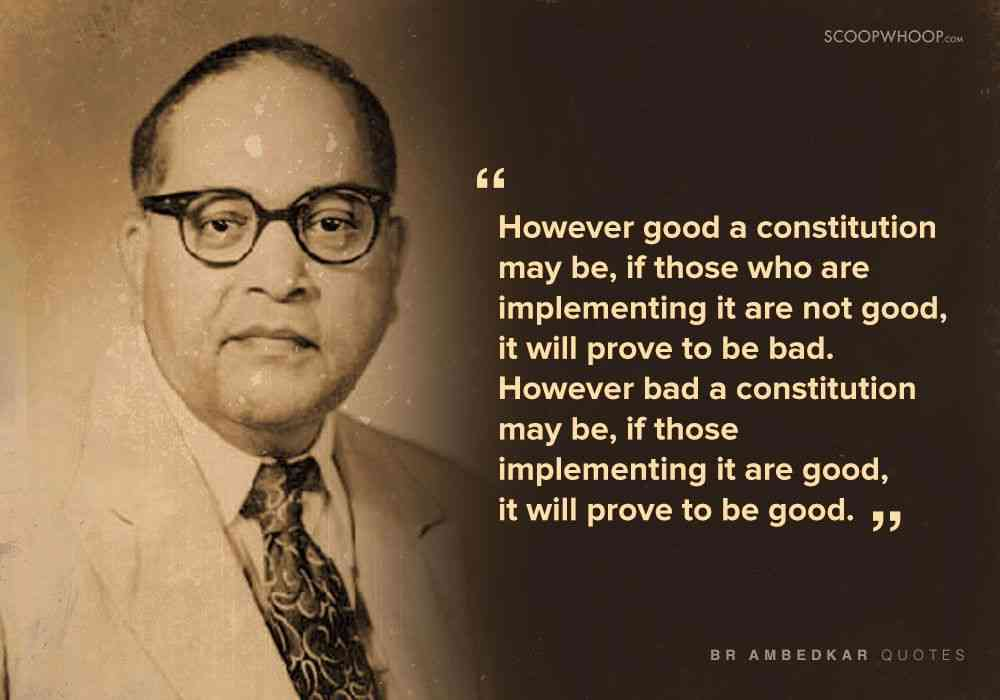 SCOOPWHOOP.COM
“
However good a constitution
may be, if those who are
implementing it are not good,
it will prove to be bad.
However bad a constitution
may be, if those
implementing it are good,
it will prove to be good. ”
BR AMBEDKAR QUOTES